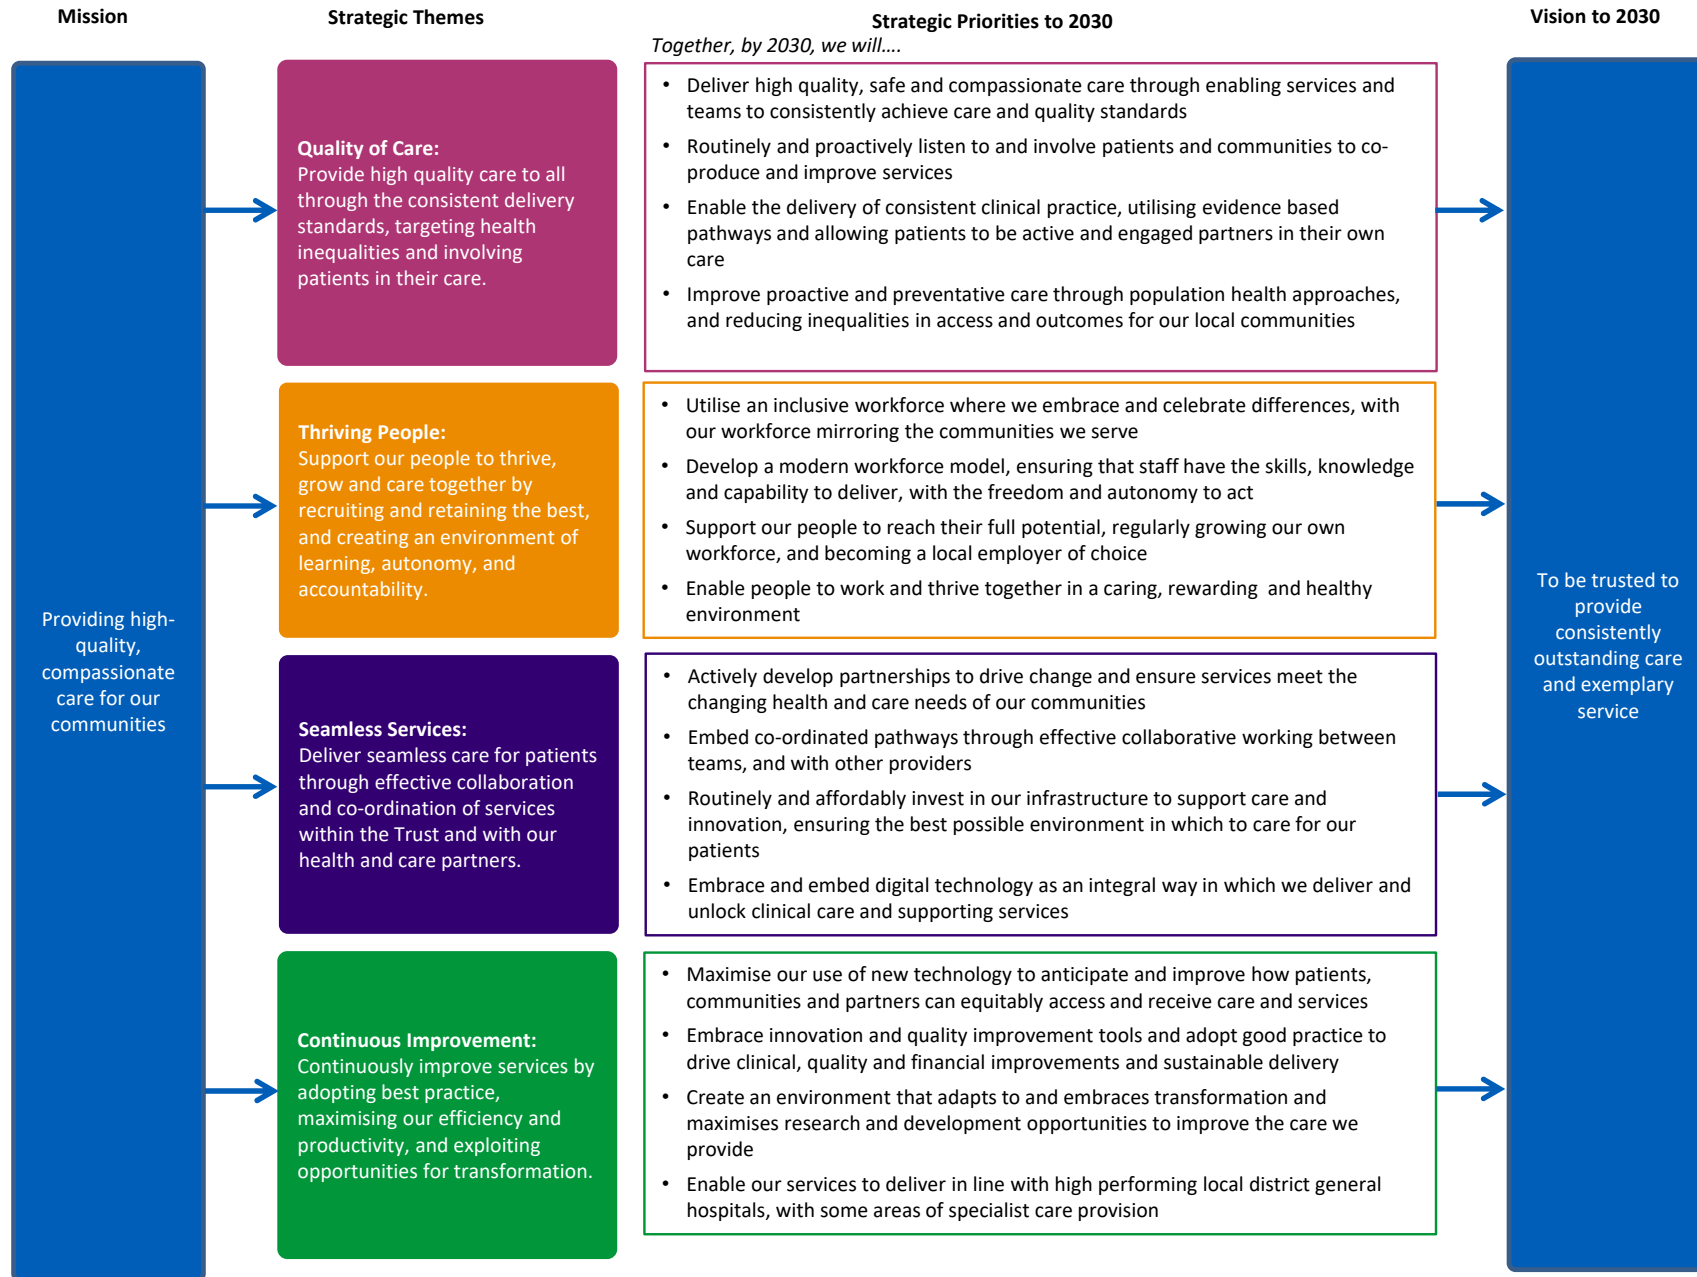 Mission
Strategic Themes
Strategic Priorities to 2030
Vision to 2030
Together, by 2030, we will....
Providing high-
quality,
compassionate
care for our
communities
Quality of Care:
Provide high quality care to all
through the consistent delivery
standards, targeting health
inequalities and involving
patients in their care.
• Deliver high quality, safe and compassionate care through enabling services and
teams to consistently achieve care and quality standards
• Routinely and proactively listen to and involve patients and communities to co-
produce and improve services
• Enable the delivery of consistent clinical practice, utilising evidence based
pathways and allowing patients to be active and engaged partners in their own
care
• Improve proactive and preventative care through population health approaches,
and reducing inequalities in access and outcomes for our local communities
Thriving People:
Support our people to thrive,
grow and care together by
recruiting and retaining the best,
and creating an environment of
learning, autonomy, and
accountability.
• Utilise an inclusive workforce where we embrace and celebrate differences, with
our workforce mirroring the communities we serve
• Develop a modern workforce model, ensuring that staff have the skills, knowledge
and capability to deliver, with the freedom and autonomy to act
• Support our people to reach their full potential, regularly growing our own
workforce, and becoming a local employer of choice
• Enable people to work and thrive together in a caring, rewarding  and healthy
environment
Seamless Services:
Deliver seamless care for patients
through effective collaboration
and co-ordination of services
within the Trust and with our
health and care partners.
• Actively develop partnerships to drive change and ensure services meet the
changing health and care needs of our communities
• Embed co-ordinated pathways through effective collaborative working between
teams, and with other providers
• Routinely and affordably invest in our infrastructure to support care and
innovation, ensuring the best possible environment in which to care for our
patients
• Embrace and embed digital technology as an integral way in which we deliver and
unlock clinical care and supporting services
Continuous Improvement:
Continuously improve services by
adopting best practice,
maximising our efficiency and
productivity, and exploiting
opportunities for transformation.
• Maximise our use of new technology to anticipate and improve how patients,
communities and partners can equitably access and receive care and services
• Embrace innovation and quality improvement tools and adopt good practice to
drive clinical, quality and financial improvements and sustainable delivery
• Create an environment that adapts to and embraces transformation and
maximises research and development opportunities to improve the care we
provide
• Enable our services to deliver in line with high performing local district general
hospitals, with some areas of specialist care provision
To be trusted to
provide
consistently
outstanding care
and exemplary
service